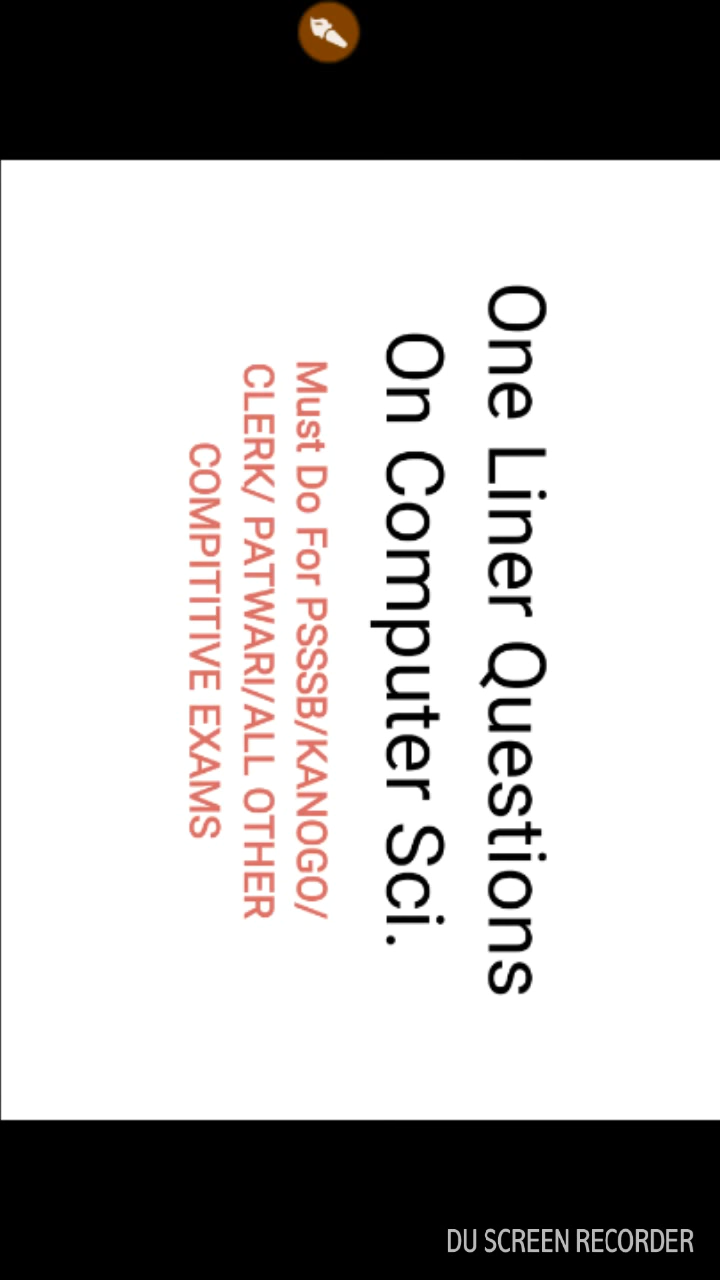 One Liner Questions
On Computer Sci.
Must Do For PSSSB/KANOGO/
CLERK/ PATWARI/ALL OTHER
COMPITITIVE EXAMS
DU SCREEN RECORDER